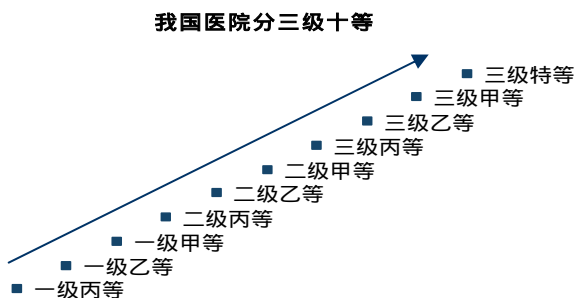 我国医院分三级十等
三级特等
三级甲等
三级乙等
三级丙等
二级甲等
二级乙等
二级丙等
一级甲等
一级乙等
一级丙等